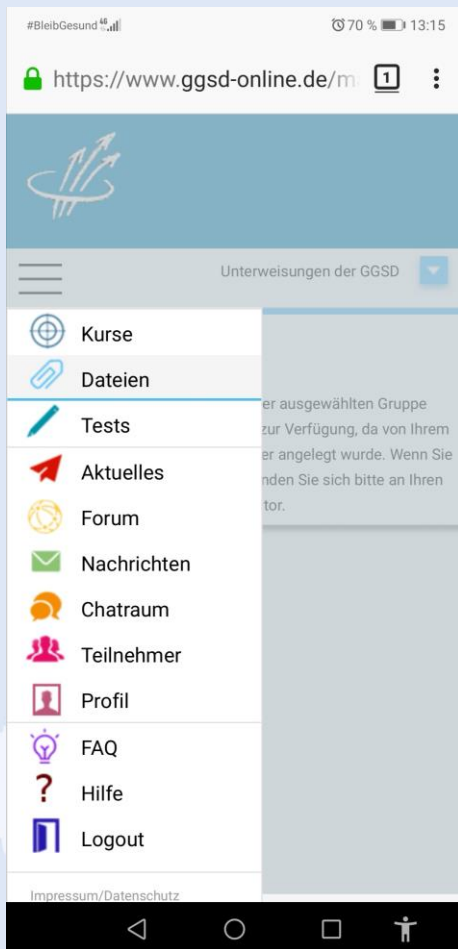 #BleibGesund 4G 70 % 13:15
https://www.ggsd-online.de/m 1
Unterweisungen der GGSD
Kurse
Dateien
er ausgewählten Gruppe
Tests
zur Verfügung, da von Ihrem
er angelegt wurde. Wenn Sie
Aktuelles
nden Sie sich bitte an Ihren
tor.
Forum
Nachrichten
Chatraum
Teilnehmer
Profil
FAQ
Hilfe
Logout
Impressum/Datenschutz